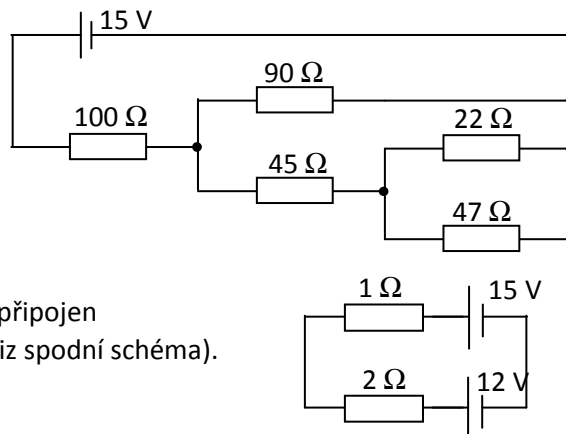 15 V
90 Ω
100 Ω
22 Ω
45 Ω
47 Ω
1 Ω
15 V
připojen
iz spodní schéma).
2 Ω
12 V